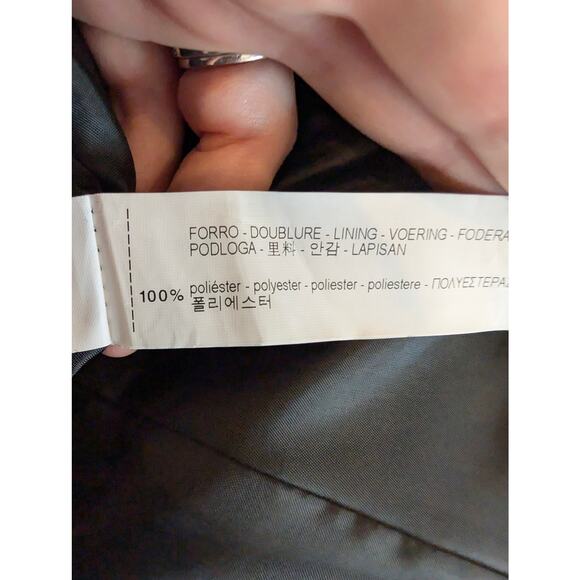 FORRO - DOUBLURE - LINING - VOERING - FODERA
PODLOGA - 里料 - 안감 - LAPISAN
100% poliéster - polyester - poliester - poliestere - ΠΟΛΥΕΣΤΕΡΑΣ
폴리에스터